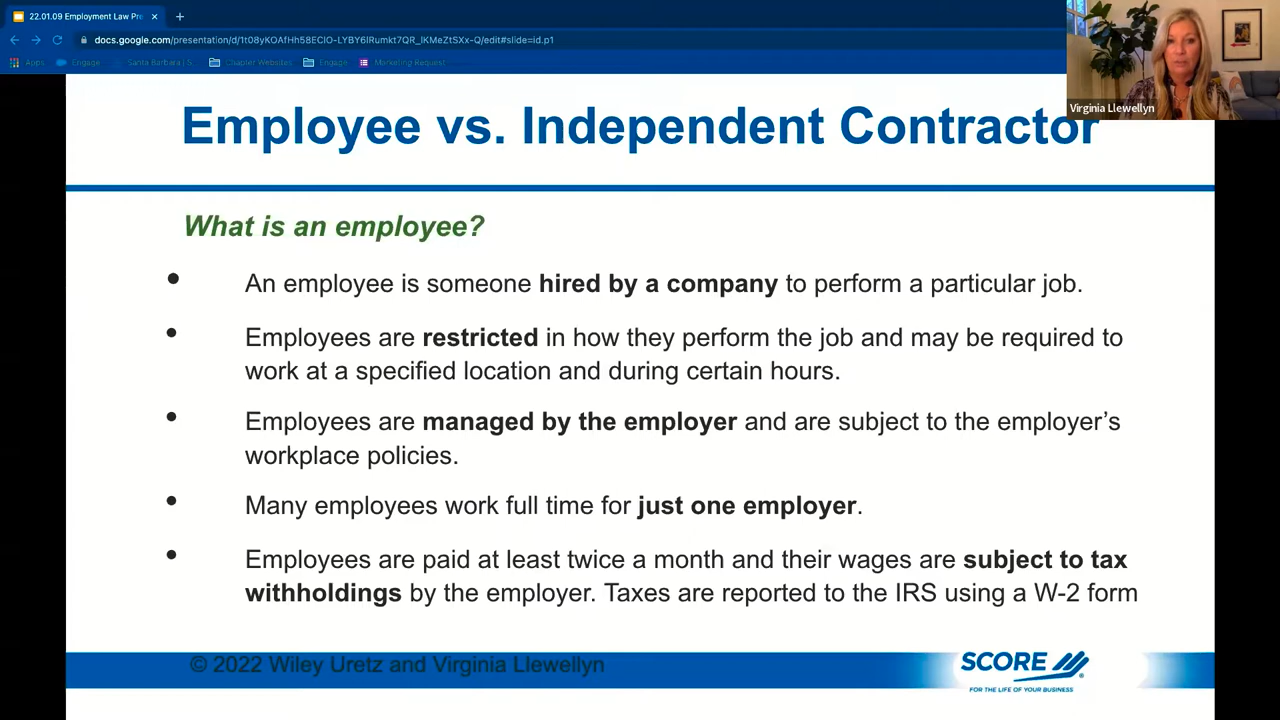 22.01.09 Employment Law Pre
docs.google.com/presentation/d/1t08yKOAfHh58ECIO-LYBY6lRumkt7QR_lKMeZtSXx-Q/edit#slide=id.p1
Apps Engage Santa Barbara | S... Chapter Websites Engage Marketing Request
Virginia Llewellyn
Employee vs. Independent Contractor
What is an employee?
• An employee is someone hired by a company to perform a particular job.
• Employees are restricted in how they perform the job and may be required to
work at a specified location and during certain hours.
• Employees are managed by the employer and are subject to the employer’s
workplace policies.
• Many employees work full time for just one employer.
• Employees are paid at least twice a month and their wages are subject to tax
withholdings by the employer. Taxes are reported to the IRS using a W-2 form
© 2022 Wiley Uretz and Virginia Llewellyn
SCORE
FOR THE LIFE OF YOUR BUSINESS